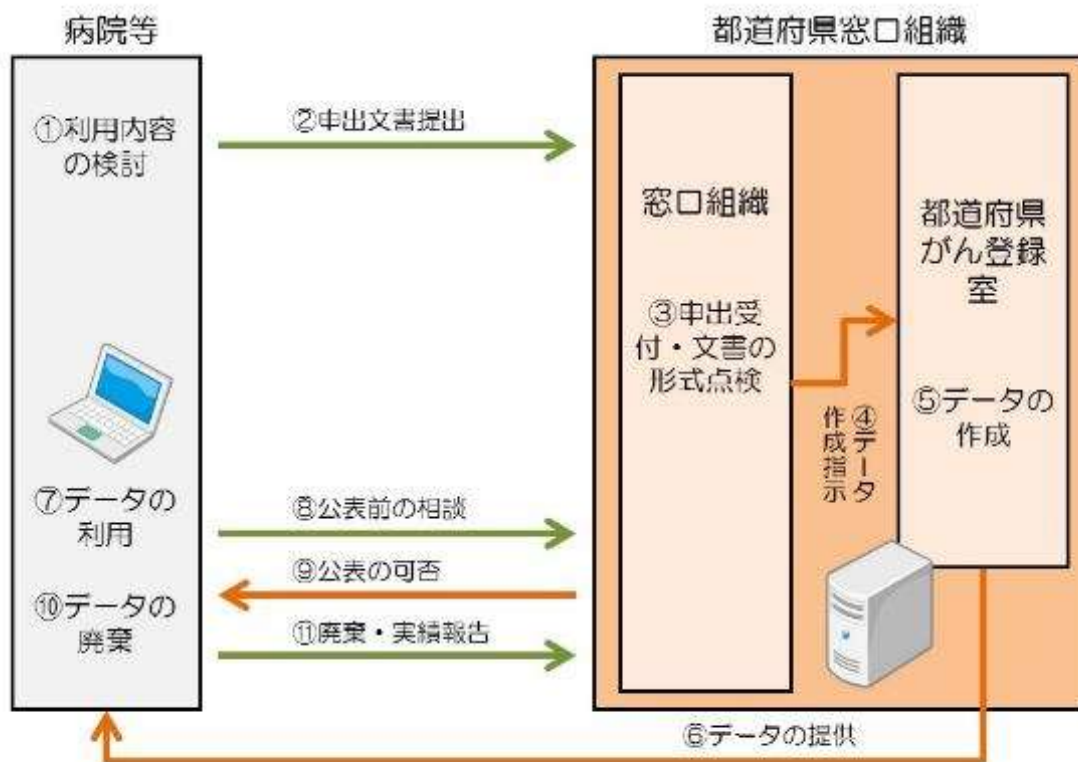 病院等
都道府県窓口組織
①利用内容
の検討
②申出文書提出
窓口組織
③申出受
付・文書の
形式点検
④データ
作成指示
都道府県
がん登録
室
⑤データの
作成
⑥データの提供
⑦データの
利用
⑧公表前の相談
⑨公表の可否
⑩データの
廃棄
⑪廃棄・実績報告